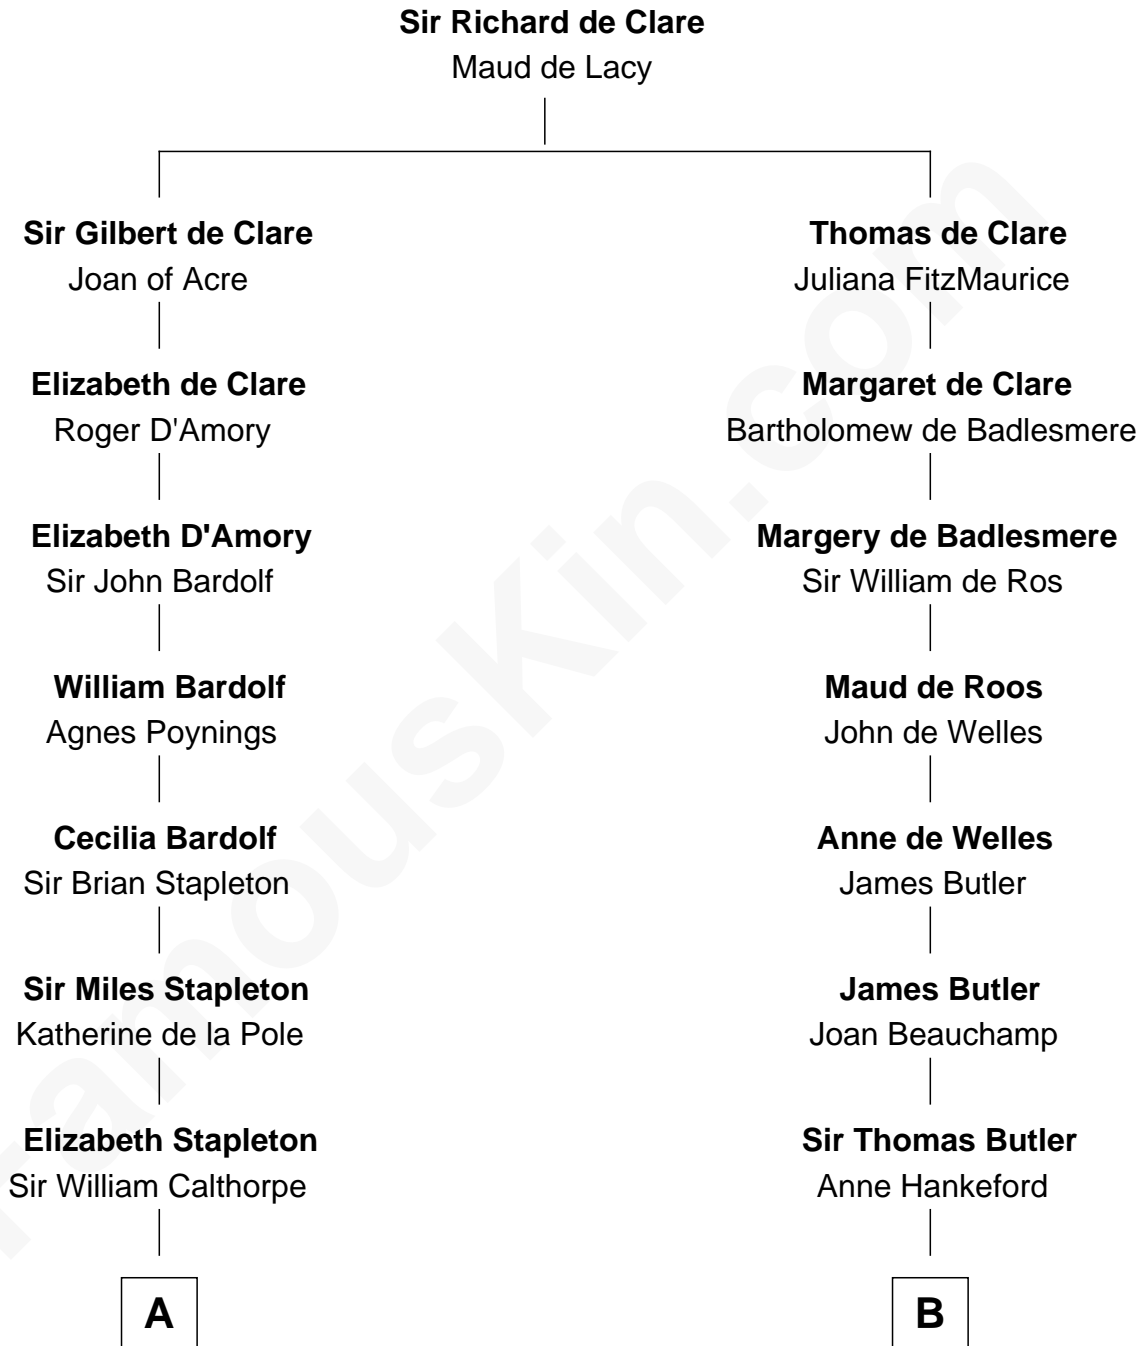 Sir Richard de Clare
Maud de Lacy
Sir Gilbert de Clare
Joan of Acre
Elizabeth de Clare
Roger D'Amory
Elizabeth D'Amory
Sir John Bardolf
William Bardolf
Agnes Poynings
Cecilia Bardolf
Sir Brian Stapleton
Sir Miles Stapleton
Katherine de la Pole
Elizabeth Stapleton
Sir William Calthorpe
A
Thomas de Clare
Juliana FitzMaurice
Margaret de Clare
Bartholomew de Badlesmere
Margery de Badlesmere
Sir William de Ros
Maud de Roos
John de Welles
Anne de Welles
James Butler
James Butler
Joan Beauchamp
Sir Thomas Butler
Anne Hankeford
B
FamousKin.com